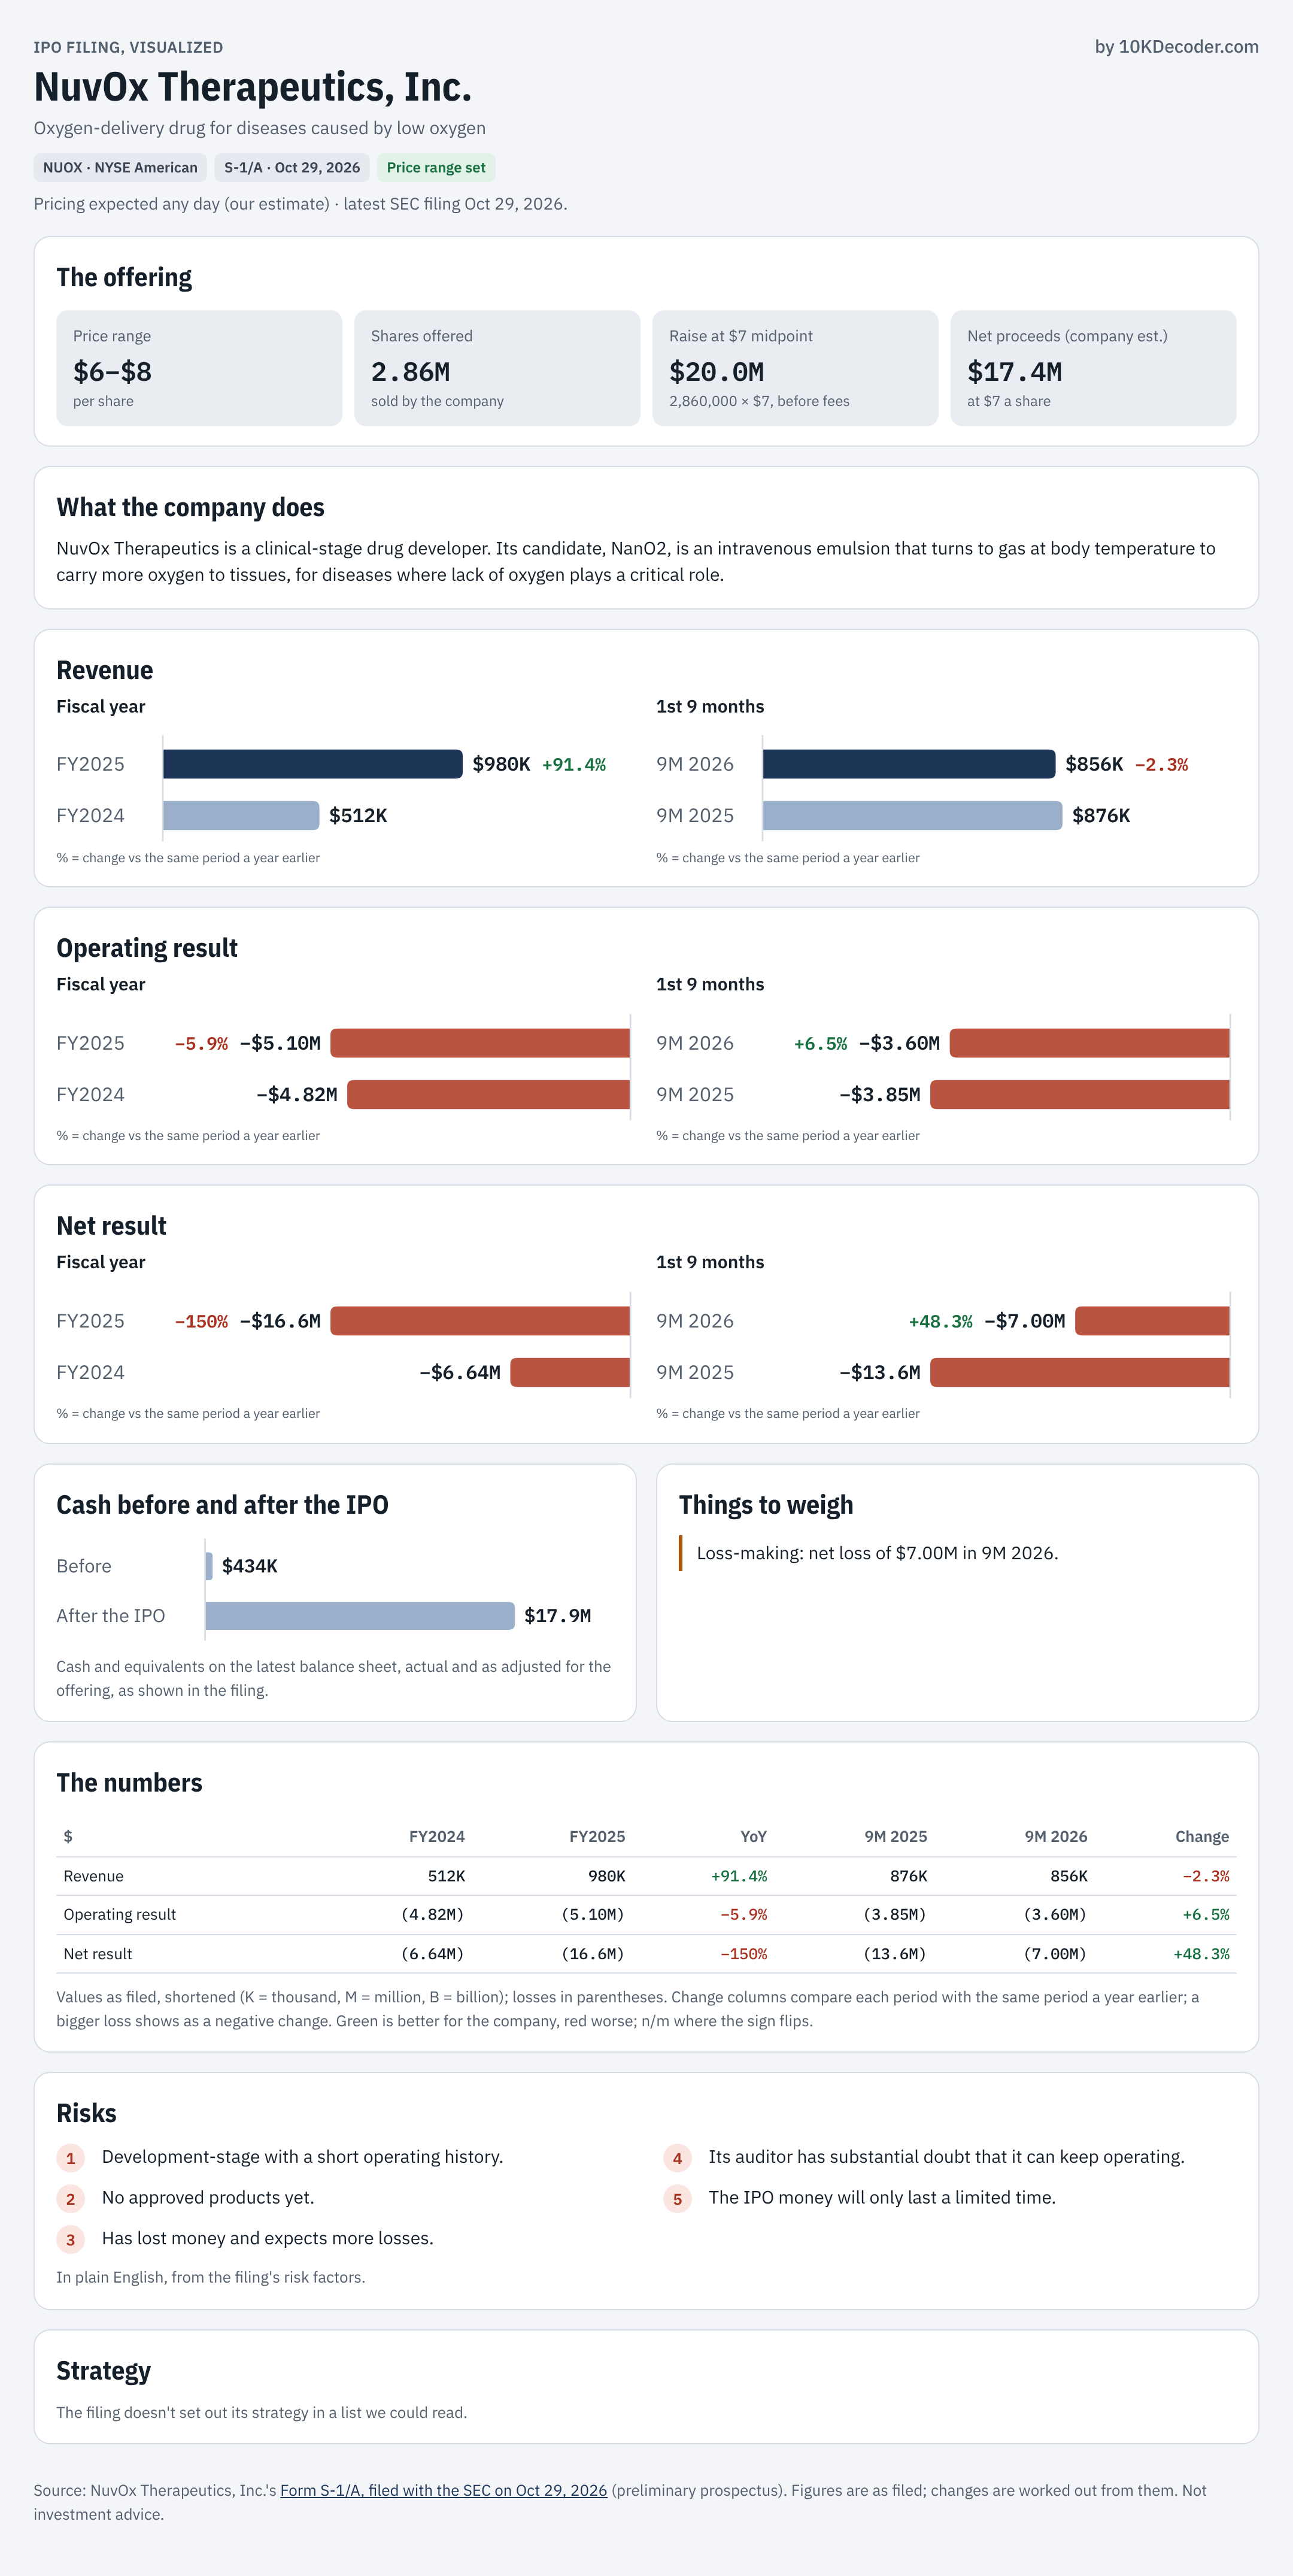 IPO FILING, VISUALIZED
by 10KDecoder.com
NuvOx Therapeutics, Inc.
Oxygen-delivery drug for diseases caused by low oxygen
NUOX · NYSE American
S-1/A · Oct 29, 2026
Price range set
Pricing expected any day (our estimate) · latest SEC filing Oct 29, 2026.
The offering
Price range
$6–$8
per share
Shares offered
2.86M
sold by the company
Raise at $7 midpoint
$20.0M
2,860,000 × $7, before fees
Net proceeds (company est.)
$17.4M
at $7 a share
What the company does
NuvOx Therapeutics is a clinical-stage drug developer. Its candidate, NanO2, is an intravenous emulsion that turns to gas at body temperature to
carry more oxygen to tissues, for diseases where lack of oxygen plays a critical role.
Revenue
Fiscal year
FY2025 $980K +91.4%
FY2024 $512K
% = change vs the same period a year earlier
1st 9 months
9M 2026 $856K −2.3%
9M 2025 $876K
% = change vs the same period a year earlier
Operating result
Fiscal year
FY2025 −5.9% −$5.10M
FY2024 −$4.82M
% = change vs the same period a year earlier
1st 9 months
9M 2026 +6.5% −$3.60M
9M 2025 −$3.85M
% = change vs the same period a year earlier
Net result
Fiscal year
FY2025 −150% −$16.6M
FY2024 −$6.64M
% = change vs the same period a year earlier
1st 9 months
9M 2026 +48.3% −$7.00M
9M 2025 −$13.6M
% = change vs the same period a year earlier
Cash before and after the IPO
Before $434K
After the IPO $17.9M
Cash and equivalents on the latest balance sheet, actual and as adjusted for the
offering, as shown in the filing.
Things to weigh
Loss-making: net loss of $7.00M in 9M 2026.
The numbers
$ FY2024 FY2025 YoY 9M 2025 9M 2026 Change
Revenue 512K 980K +91.4% 876K 856K −2.3%
Operating result (4.82M) (5.10M) −5.9% (3.85M) (3.60M) +6.5%
Net result (6.64M) (16.6M) −150% (13.6M) (7.00M) +48.3%
Values as filed, shortened (K = thousand, M = million, B = billion); losses in parentheses. Change columns compare each period with the same period a year earlier; a
bigger loss shows as a negative change. Green is better for the company, red worse; n/m where the sign flips.
Risks
1 Development-stage with a short operating history.
2 No approved products yet.
3 Has lost money and expects more losses.
4 Its auditor has substantial doubt that it can keep operating.
5 The IPO money will only last a limited time.
In plain English, from the filing's risk factors.
Strategy
The filing doesn't set out its strategy in a list we could read.
Source: NuvOx Therapeutics, Inc.'s Form S-1/A, filed with the SEC on Oct 29, 2026 (preliminary prospectus). Figures are as filed; changes are worked out from them. Not
investment advice.